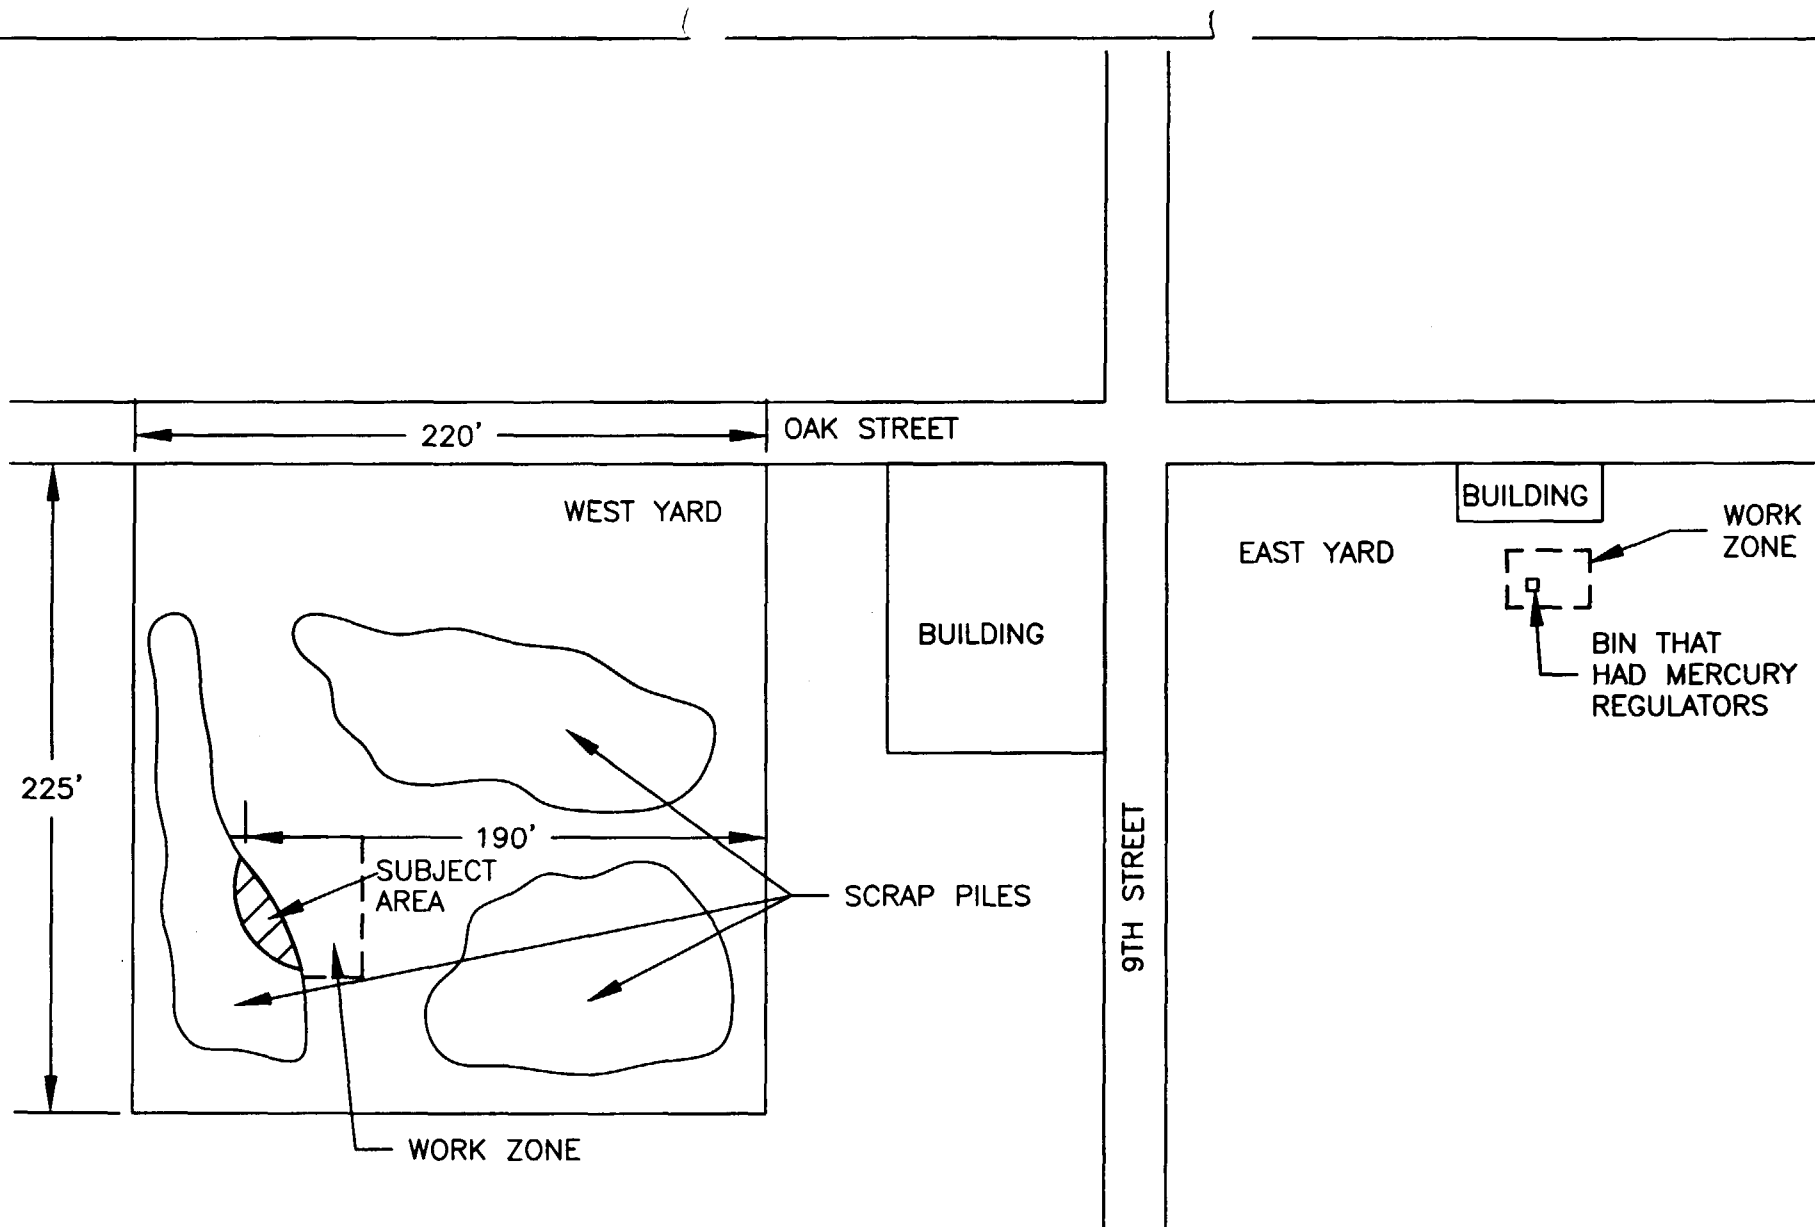 220'
OAK STREET
WEST YARD
BUILDING
WORK
ZONE
EAST YARD
BUILDING
BIN THAT
HAD MERCURY
REGULATORS
225'
190'
SUBJECT
AREA
SCRAP PILES
9TH STREET
WORK ZONE